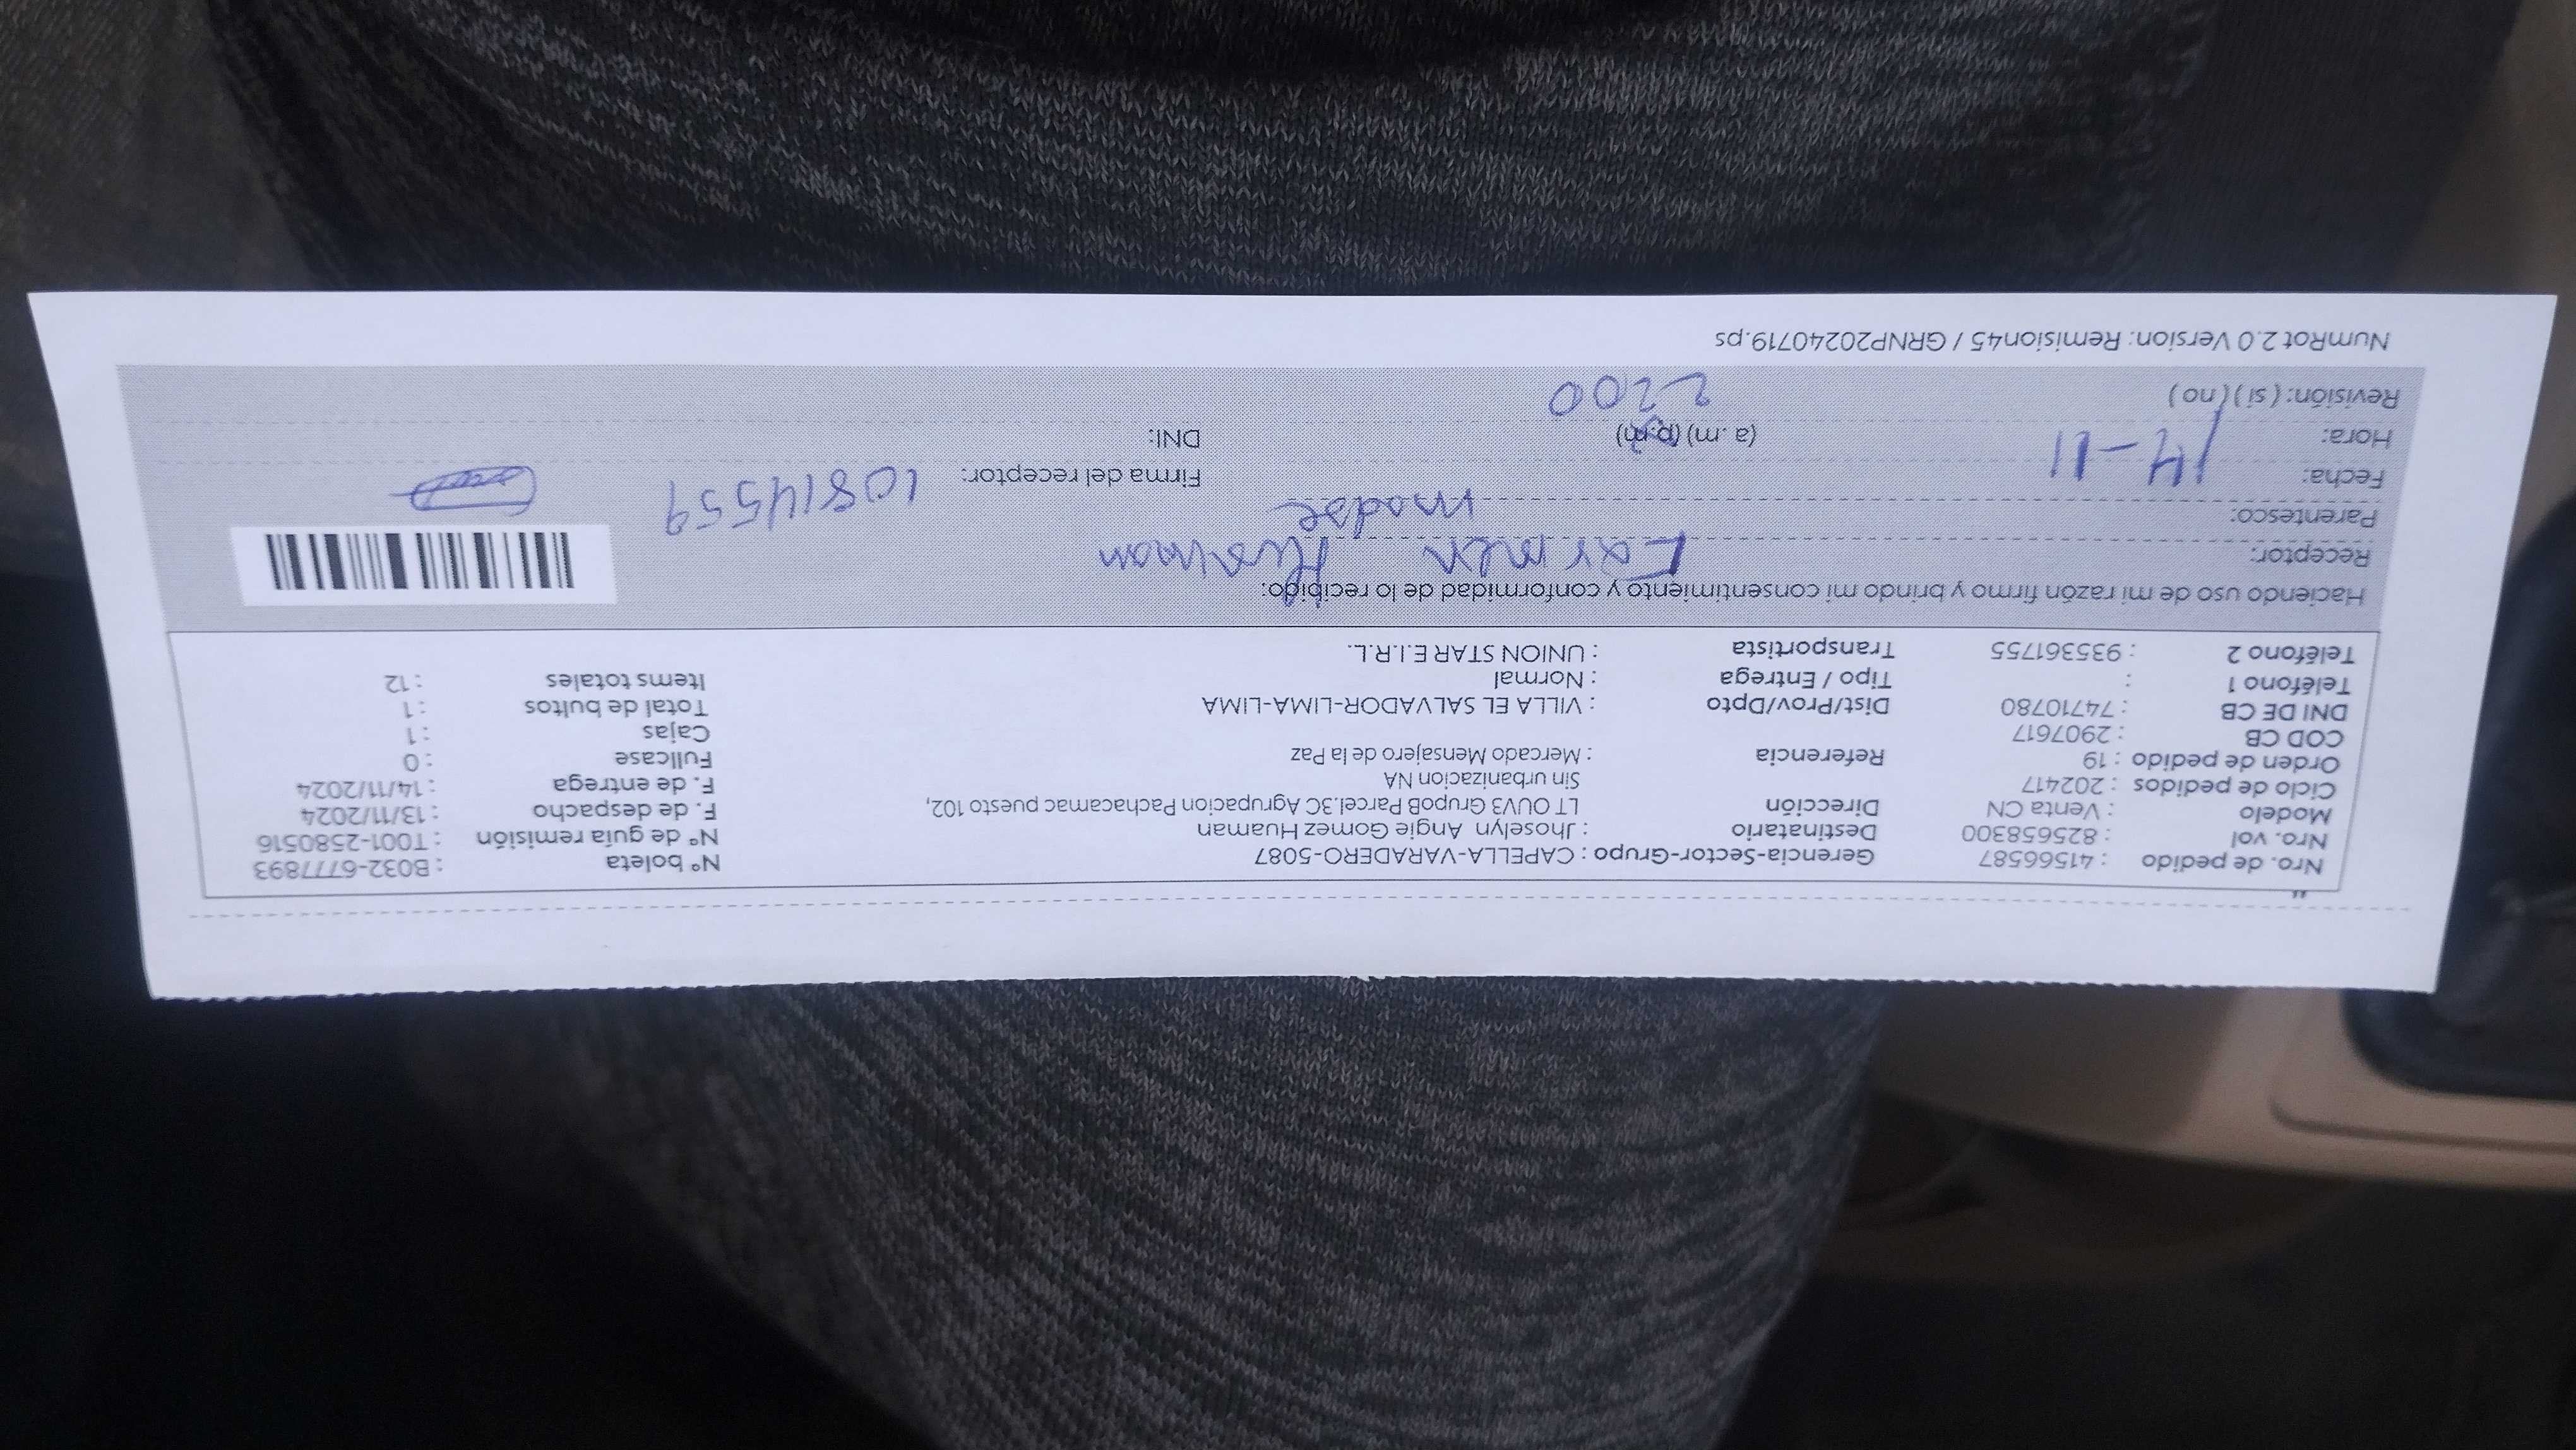 "
Nro. de pedido : 41566587 Gerencia-Sector-Grupo : CAPELLA-VARADERO-5087 N° boleta : B032-6777893
Nro. vol : 825658300 Destinatario : Jhoselyn Angie Gomez Huaman N° de guía remisión : T001-2580516
Modelo : Venta CN Dirección LT OUV3 GrupoB Parcel.3C Agrupacion Pachacamac puesto 102, F. de despacho : 13/11/2024
Ciclo de pedidos : 202417 Sin urbanizacion NA F. de entrega : 14/11/2024
Orden de pedido : 19 Referencia : Mercado Mensajero de la Paz Fullcase : 0
COD CB : 2907617 Cajas : 1
DNI DE CB : 74710780 Dist/Prov/Dpto : VILLA EL SALVADOR-LIMA-LIMA Total de bultos : 1
Teléfono 1 : Tipo / Entrega : Normal Items totales : 12
Teléfono 2 : 935361755 Transportista : UNION STAR E.I.R.L.
Haciendo uso de mi razón firmo y brindo mi consentimiento y conformidad de lo recibido:
Receptor: Carmen Huaman
Parentesco: madre
Fecha: 14-11 Firma del receptor: 10814559
Hora: (a.m) (p.m) DNI:
Revisión: (si) (no)
NumRot 2.0 Version: Remision45 / GRNP20240719.ps